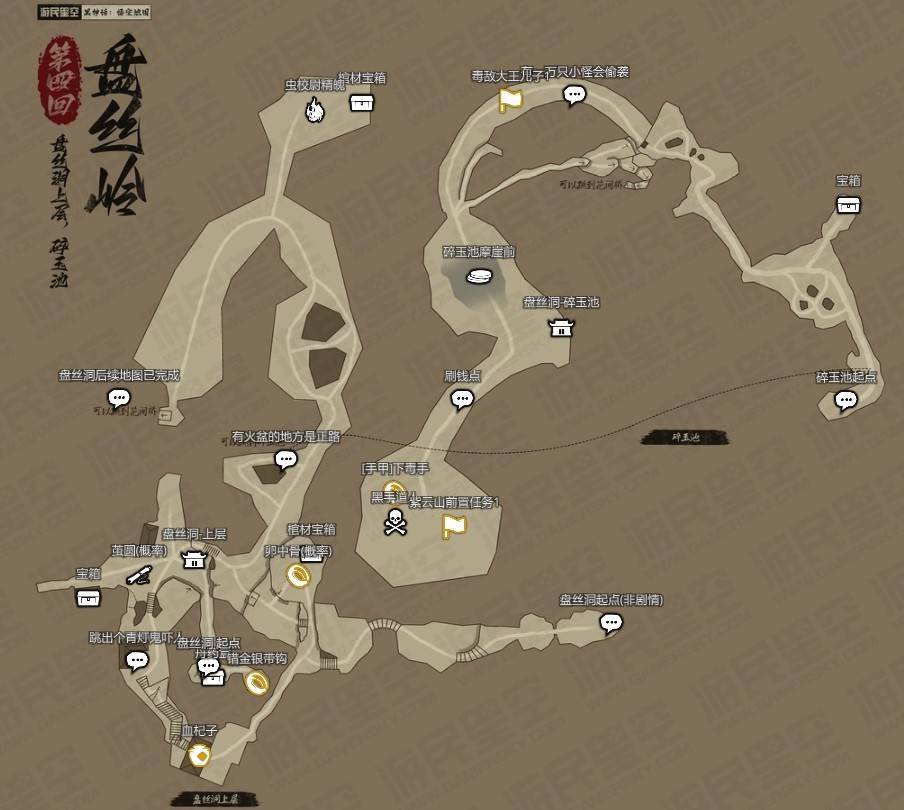 游民星空
黑神话：悟空地图
第四回
盘丝岭
盘丝洞上层 碎玉池
虫校尉精魄
棺材宝箱
毒敌大王儿子1
万只小怪会偷袭
可以跳到花间桥
宝箱
碎玉池摩崖前
盘丝洞-碎玉池
盘丝洞后续地图已完成
可以跳到花间桥
刷钱点
碎玉池起点
有火盆的地方是正路
碎玉池
[手甲]下毒手
黑手道人
紫云山前置任务1
盘丝洞-上层
棺材宝箱
茧圆(概率)
卵中骨(概率)
宝箱
盘丝洞起点(非剧情)
跳出个青灯鬼吓人
盘丝洞起点
错金银带钩
血杞子
盘丝洞上层